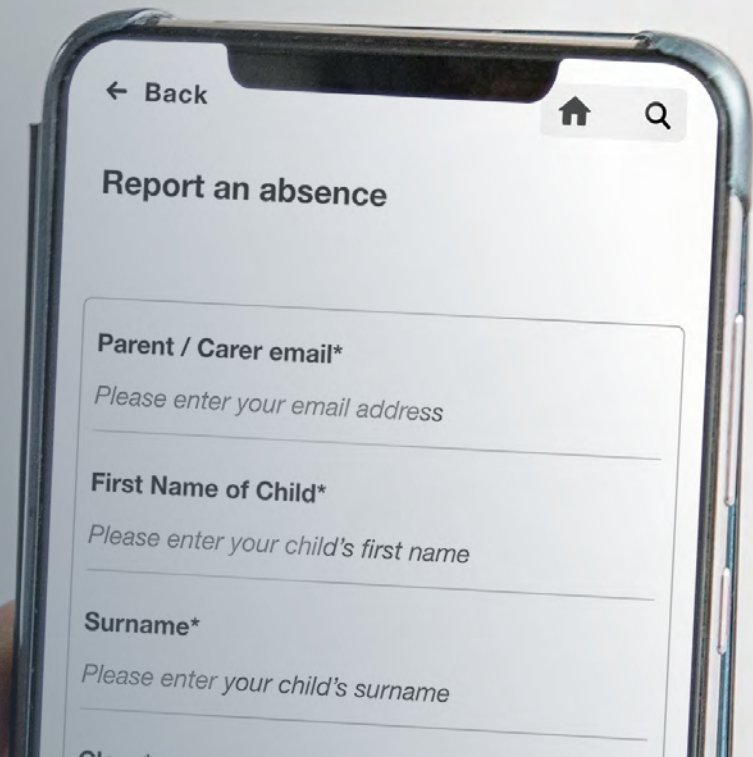 ← Back
Report an absence
Parent / Carer email*
Please enter your email address
First Name of Child*
Please enter your child's first name
Surname*
Please enter your child's surname